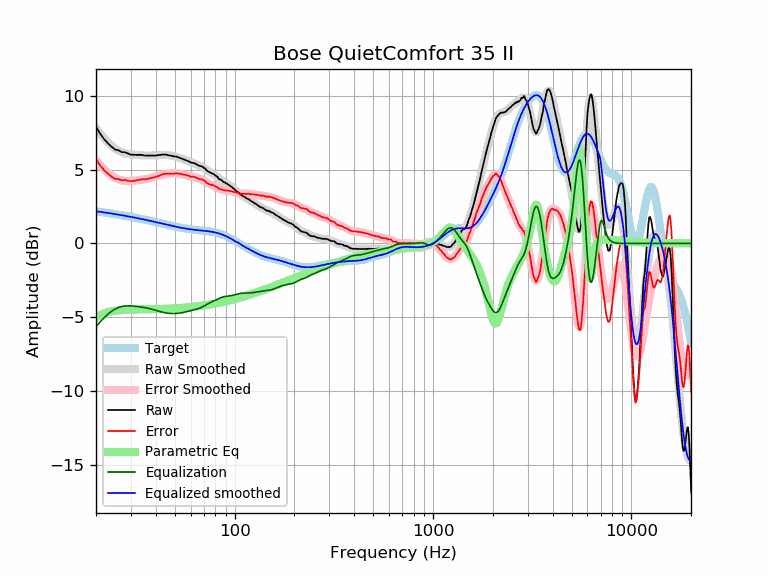 Bose QuietComfort 35 II
Amplitude (dBr)
10
5
0
−5
−10
−15
Target
Raw Smoothed
Error Smoothed
Raw
Error
Parametric Eq
Equalization
Equalized smoothed
100
1000
10000
Frequency (Hz)